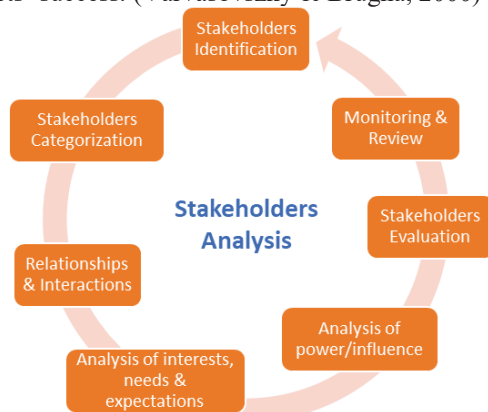 success.
Stakeholders
Identification
Stakeholders
Categorization
Monitoring &
Review
Stakeholders
Analysis
Stakeholders
Evaluation
Relationships
& Interactions
Analysis of
power/influence
Analysis of interests,
needs &
expectations